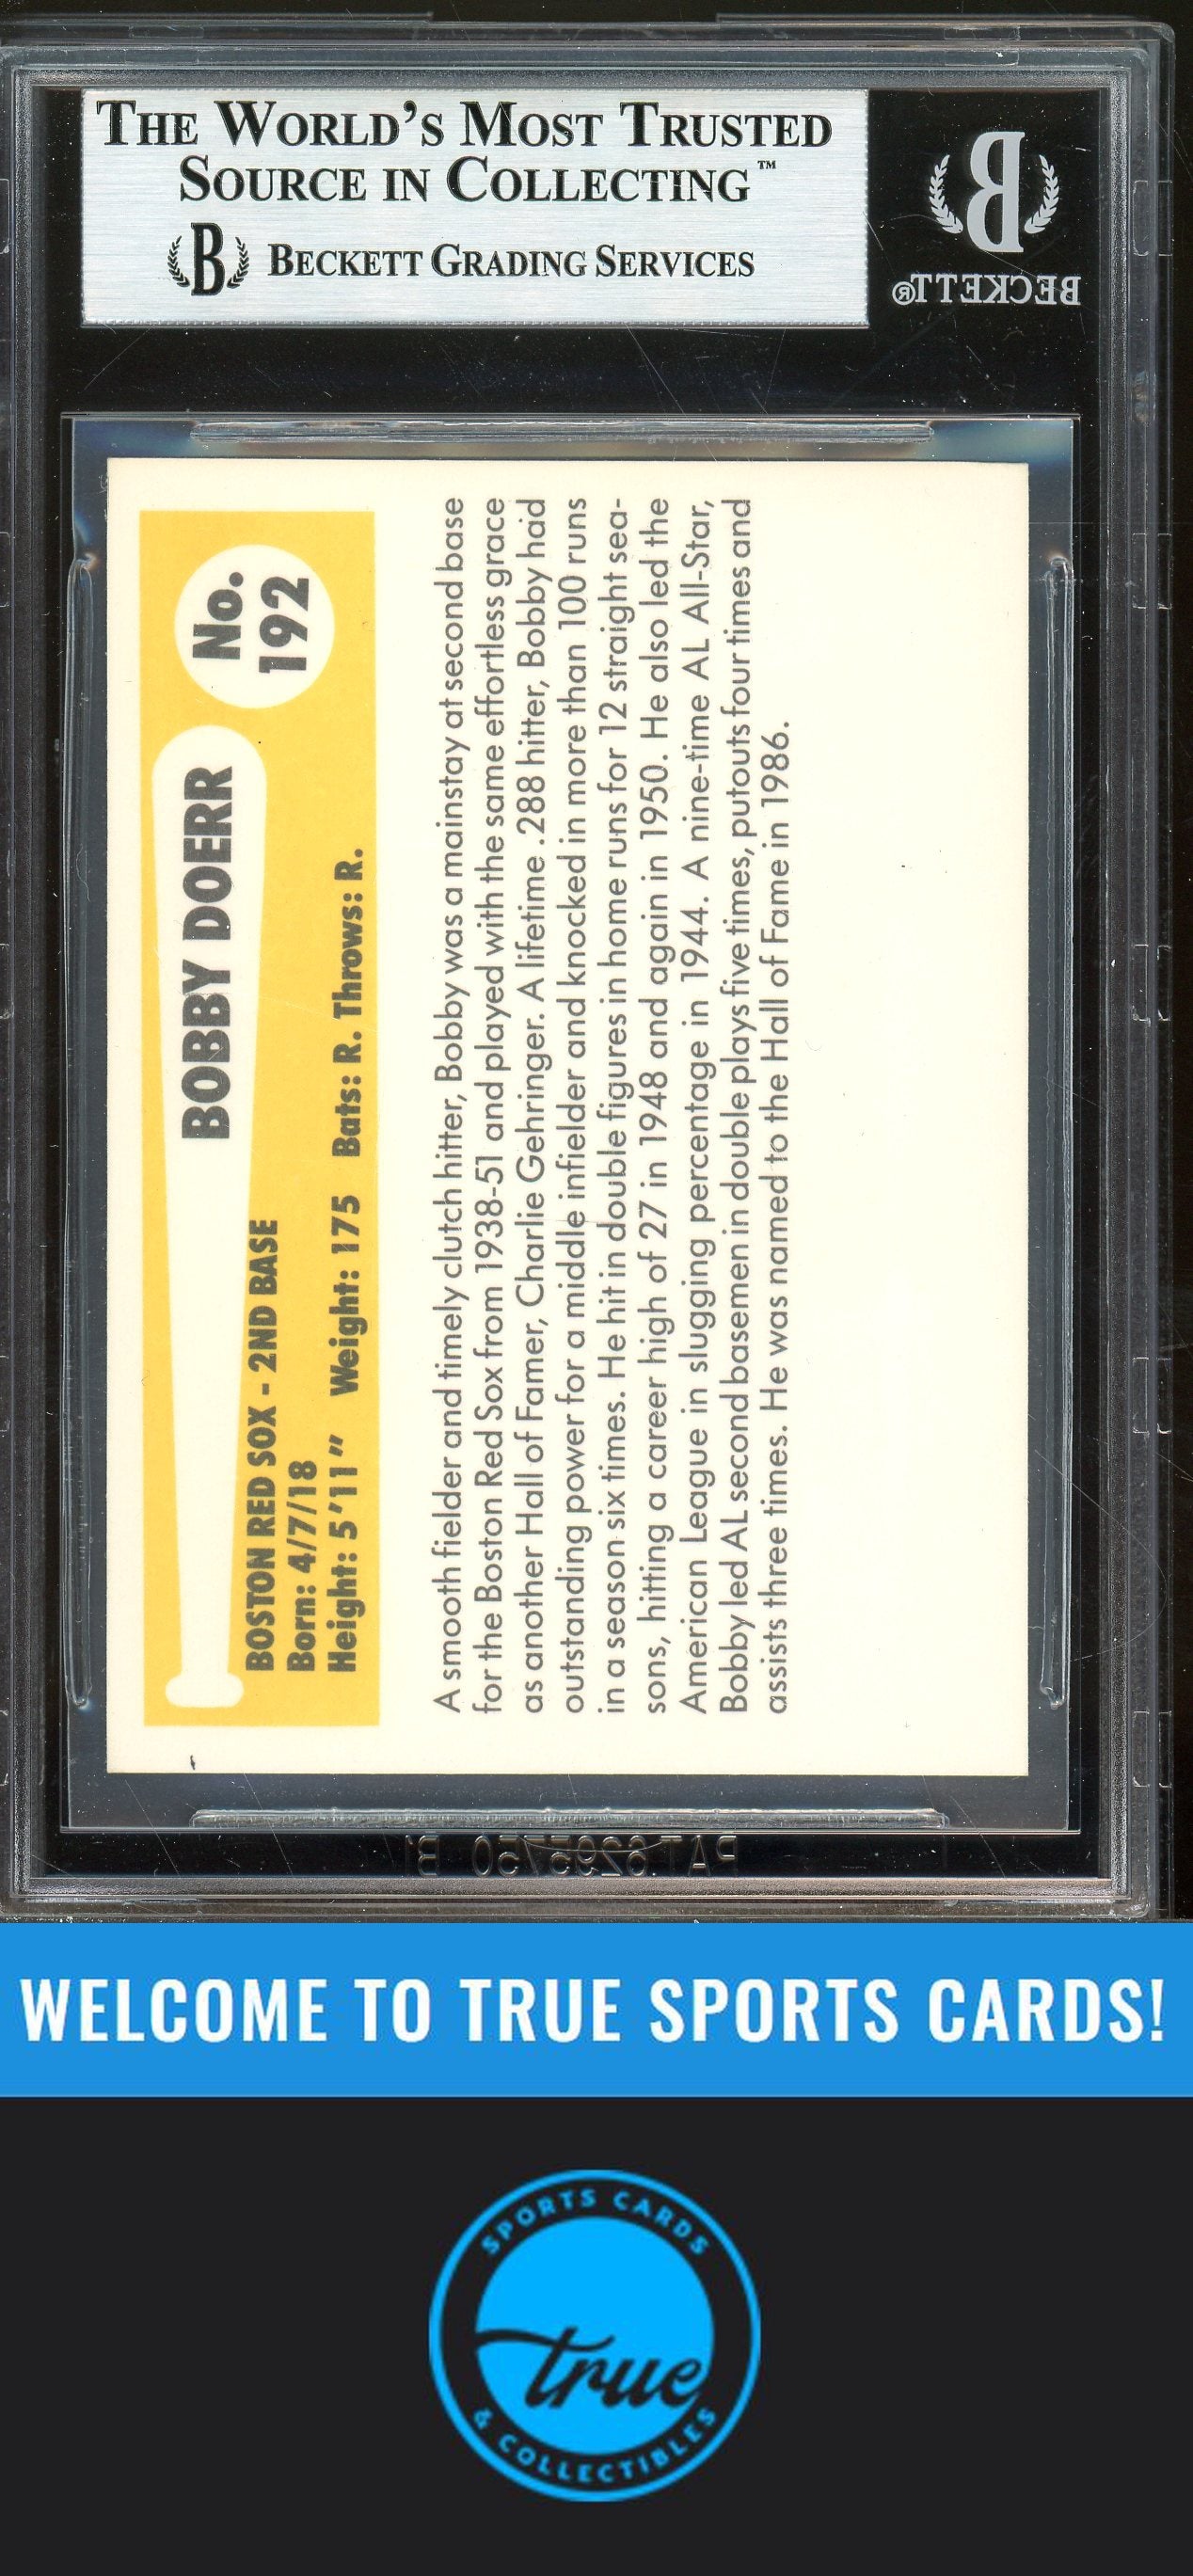 THE WORLD'S MOST TRUSTED
SOURCE IN COLLECTING™
B BECKETT GRADING SERVICES
B
BECKETT®
No.
192
BOBBY DOERR
BOSTON RED SOX - 2ND BASE
Born: 4/7/18
Height: 5'11" Weight: 175 Bats: R. Throws: R.
A smooth fielder and timely clutch hitter, Bobby was a mainstay at second base
for the Boston Red Sox from 1938-51 and played with the same effortless grace
as another Hall of Famer, Charlie Gehringer. A lifetime .288 hitter, Bobby had
outstanding power for a middle infielder and knocked in more than 100 runs
in a season six times. He hit in double figures in home runs for 12 straight sea-
sons, hitting a career high of 27 in 1948 and again in 1950. He also led the
American League in slugging percentage in 1944. A nine-time AL All-Star,
Bobby led AL second basemen in double plays five times, putouts four times and
assists three times. He was named to the Hall of Fame in 1986.
PAT.6295750 B1
WELCOME TO TRUE SPORTS CARDS!
SPORTS CARDS
true
& COLLECTIBLES